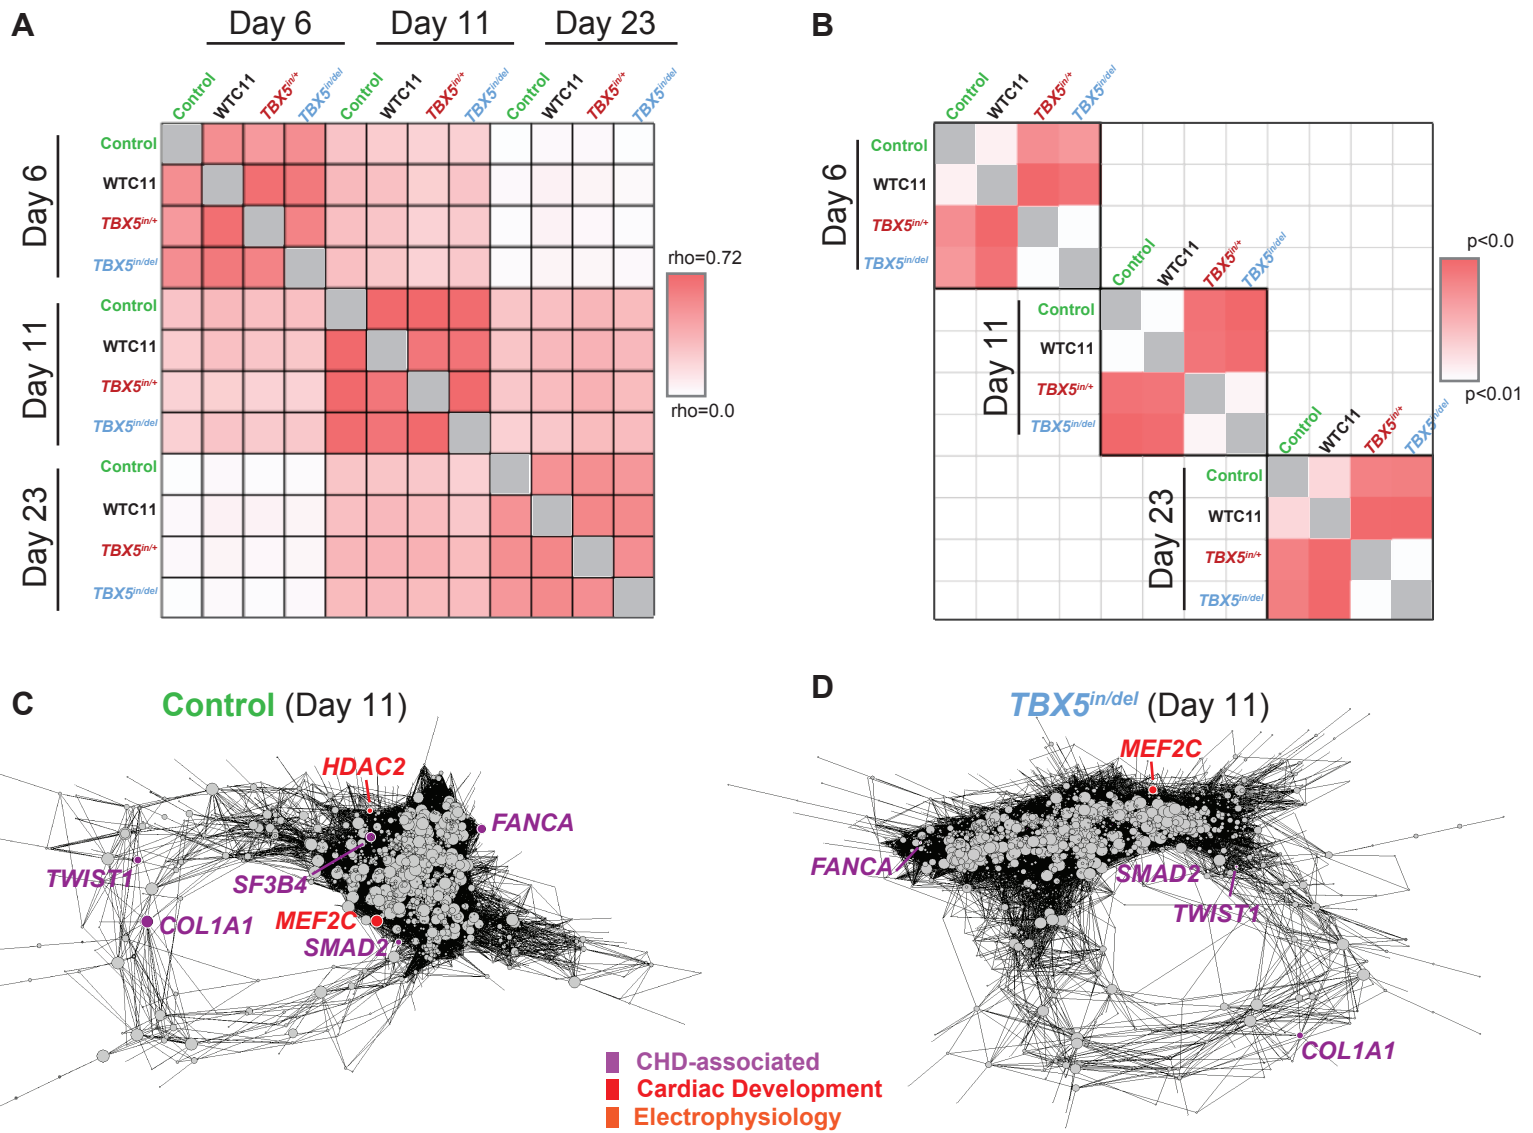 A
Day 6 Day 11 Day 23
Control WTC11 TBX5in/+ TBX5in/del Control WTC11 TBX5in/+ TBX5in/del Control WTC11 TBX5in/+ TBX5in/del
Day 6
Control
WTC11
TBX5in/+
TBX5in/del
Day 11
Control
WTC11
TBX5in/+
TBX5in/del
Day 23
Control
WTC11
TBX5in/+
TBX5in/del
rho=0.72
rho=0.0
B
Control WTC11 TBX5in/+ TBX5in/del
Day 6
Control
WTC11
TBX5in/+
TBX5in/del
Control WTC11 TBX5in/+ TBX5in/del
Day 11
Control
WTC11
TBX5in/+
TBX5in/del
Control WTC11 TBX5in/+ TBX5in/del
Day 23
Control
WTC11
TBX5in/+
TBX5in/del
p<0.0
p<0.01
C
Control (Day 11)
HDAC2
FANCA
TWIST1
SF3B4
COL1A1
MEF2C
SMAD2
D
TBX5in/del (Day 11)
MEF2C
FANCA
SMAD2
TWIST1
COL1A1
CHD-associated
Cardiac Development
Electrophysiology